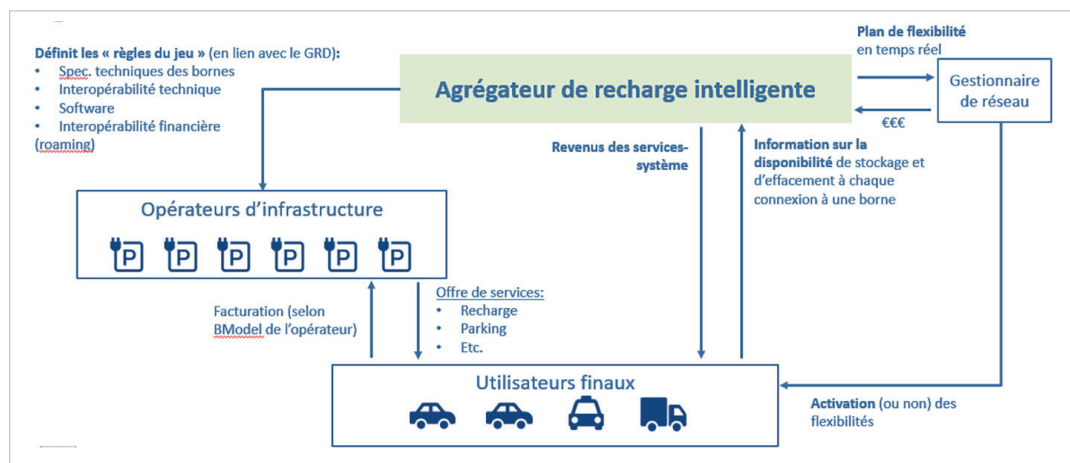 Définit les « règles du jeu » (en lien avec le GRD):
• Spec. techniques des bornes
• Interopérabilité technique
• Software
• Interopérabilité financière
(roaming)
Agrégateur de recharge intelligente
Plan de flexibilité
en temps réel
Gestionnaire
de réseau
€€€
Revenus des services-
système
Information sur la
disponibilité de stockage et
d'effacement à chaque
connexion à une borne
Opérateurs d'infrastructure
P P P P P P
Facturation (selon
BModel de l'opérateur)
Offre de services:
• Recharge
• Parking
• Etc.
Utilisateurs finaux
Activation (ou non) des
flexibilités